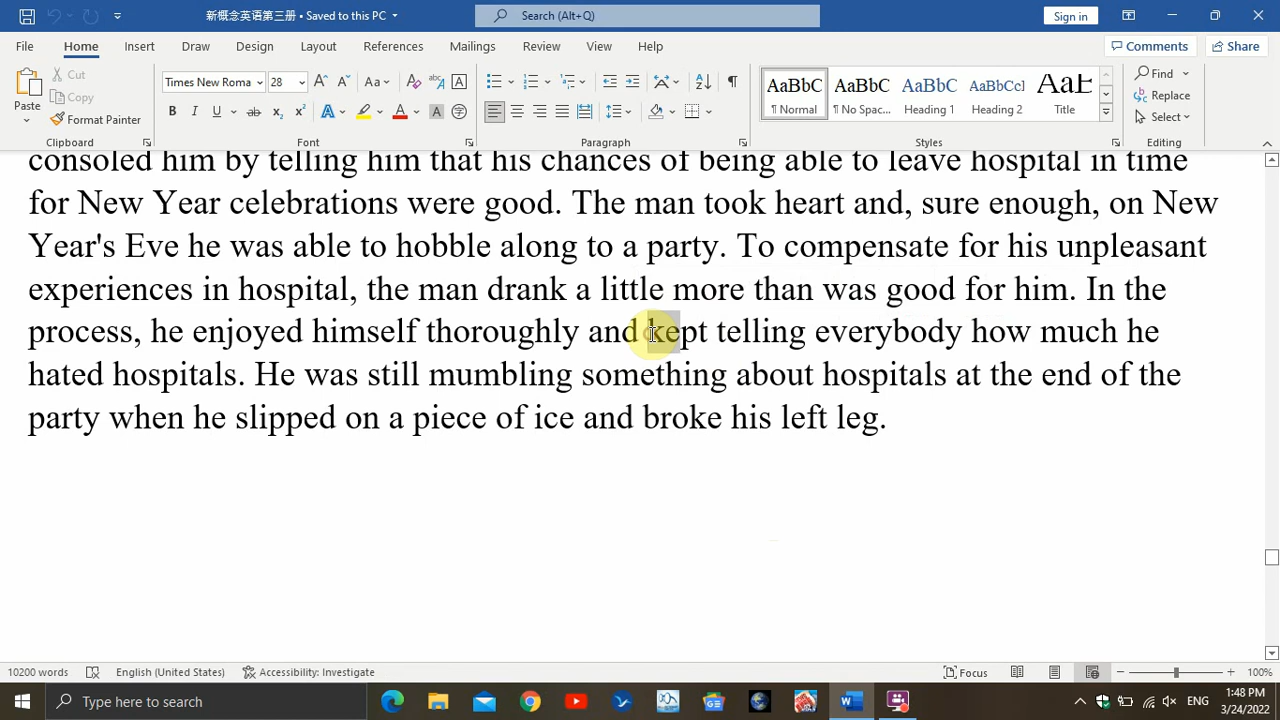 新概念英语第三册 • Saved to this PC
Search (Alt+Q)
Sign in
File Home Insert Draw Design Layout References Mailings Review View Help
Comments Share
Paste
Cut
Copy
Format Painter
Clipboard
Times New Roma 28
Font
Paragraph
AaBbC
¶ Normal
AaBbC
¶ No Spac...
AaBbC
Heading 1
AaBbCcI
Heading 2
Title
Styles
Find
Replace
Select
Editing
consoled him by telling him that his chances of being able to leave hospital in time
for New Year celebrations were good. The man took heart and, sure enough, on New
Year's Eve he was able to hobble along to a party. To compensate for his unpleasant
experiences in hospital, the man drank a little more than was good for him. In the
process, he enjoyed himself thoroughly and kept telling everybody how much he
hated hospitals. He was still mumbling something about hospitals at the end of the
party when he slipped on a piece of ice and broke his left leg.
10200 words English (United States) Accessibility: Investigate Focus 100%
Type here to search
ENG
1:48 PM
3/24/2022